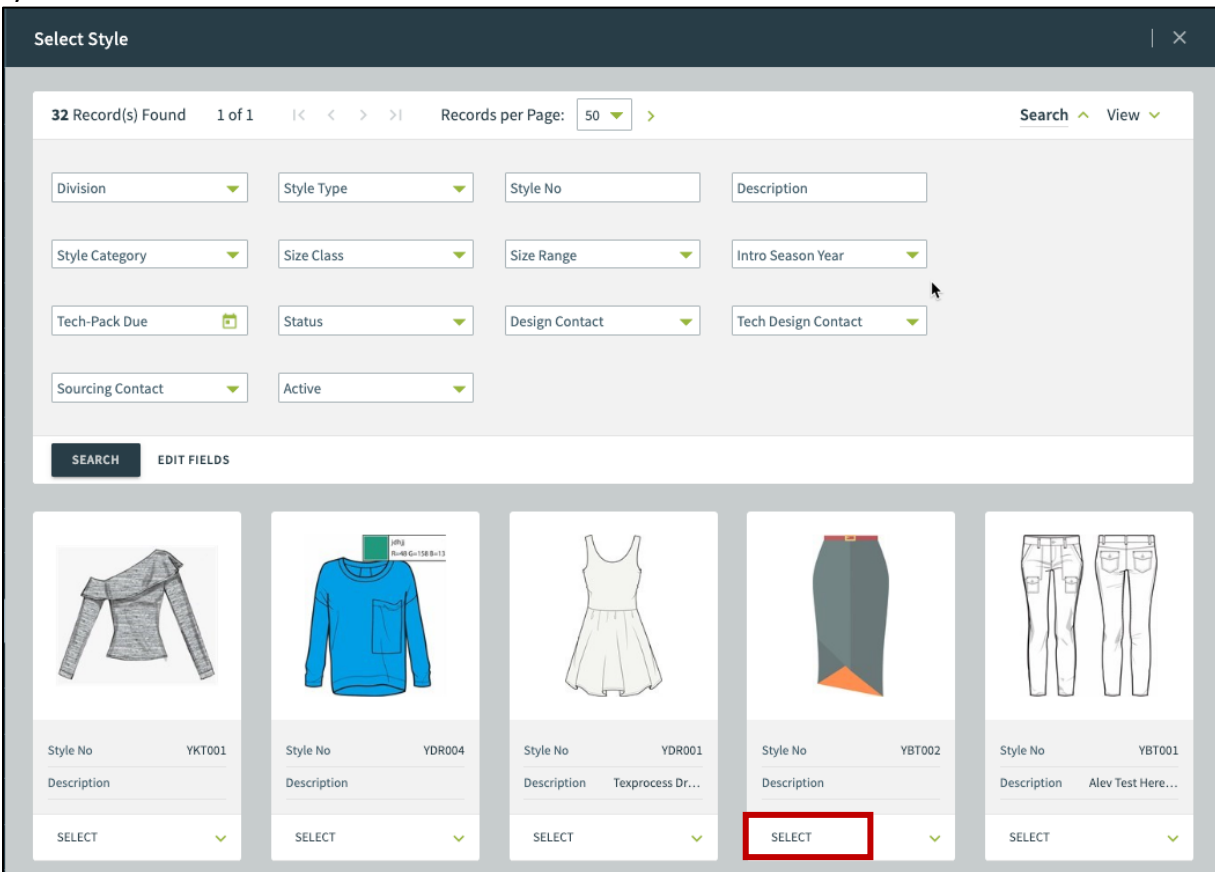 Select Style
32 Record(s) Found 1 of 1 Records per Page: 50 Search View
Division Style Type Style No Description
Style Category Size Class Size Range Intro Season Year
Tech-Pack Due Status Design Contact Tech Design Contact
Sourcing Contact Active
SEARCH EDIT FIELDS
R=48 G=158 B=13
Style No YKT001 Style No YDR004 Style No YDR001 Style No YBT002 Style No YBT001
Description Description Description Texprocess Dr... Description Description Alev Test Here...
SELECT SELECT SELECT SELECT SELECT